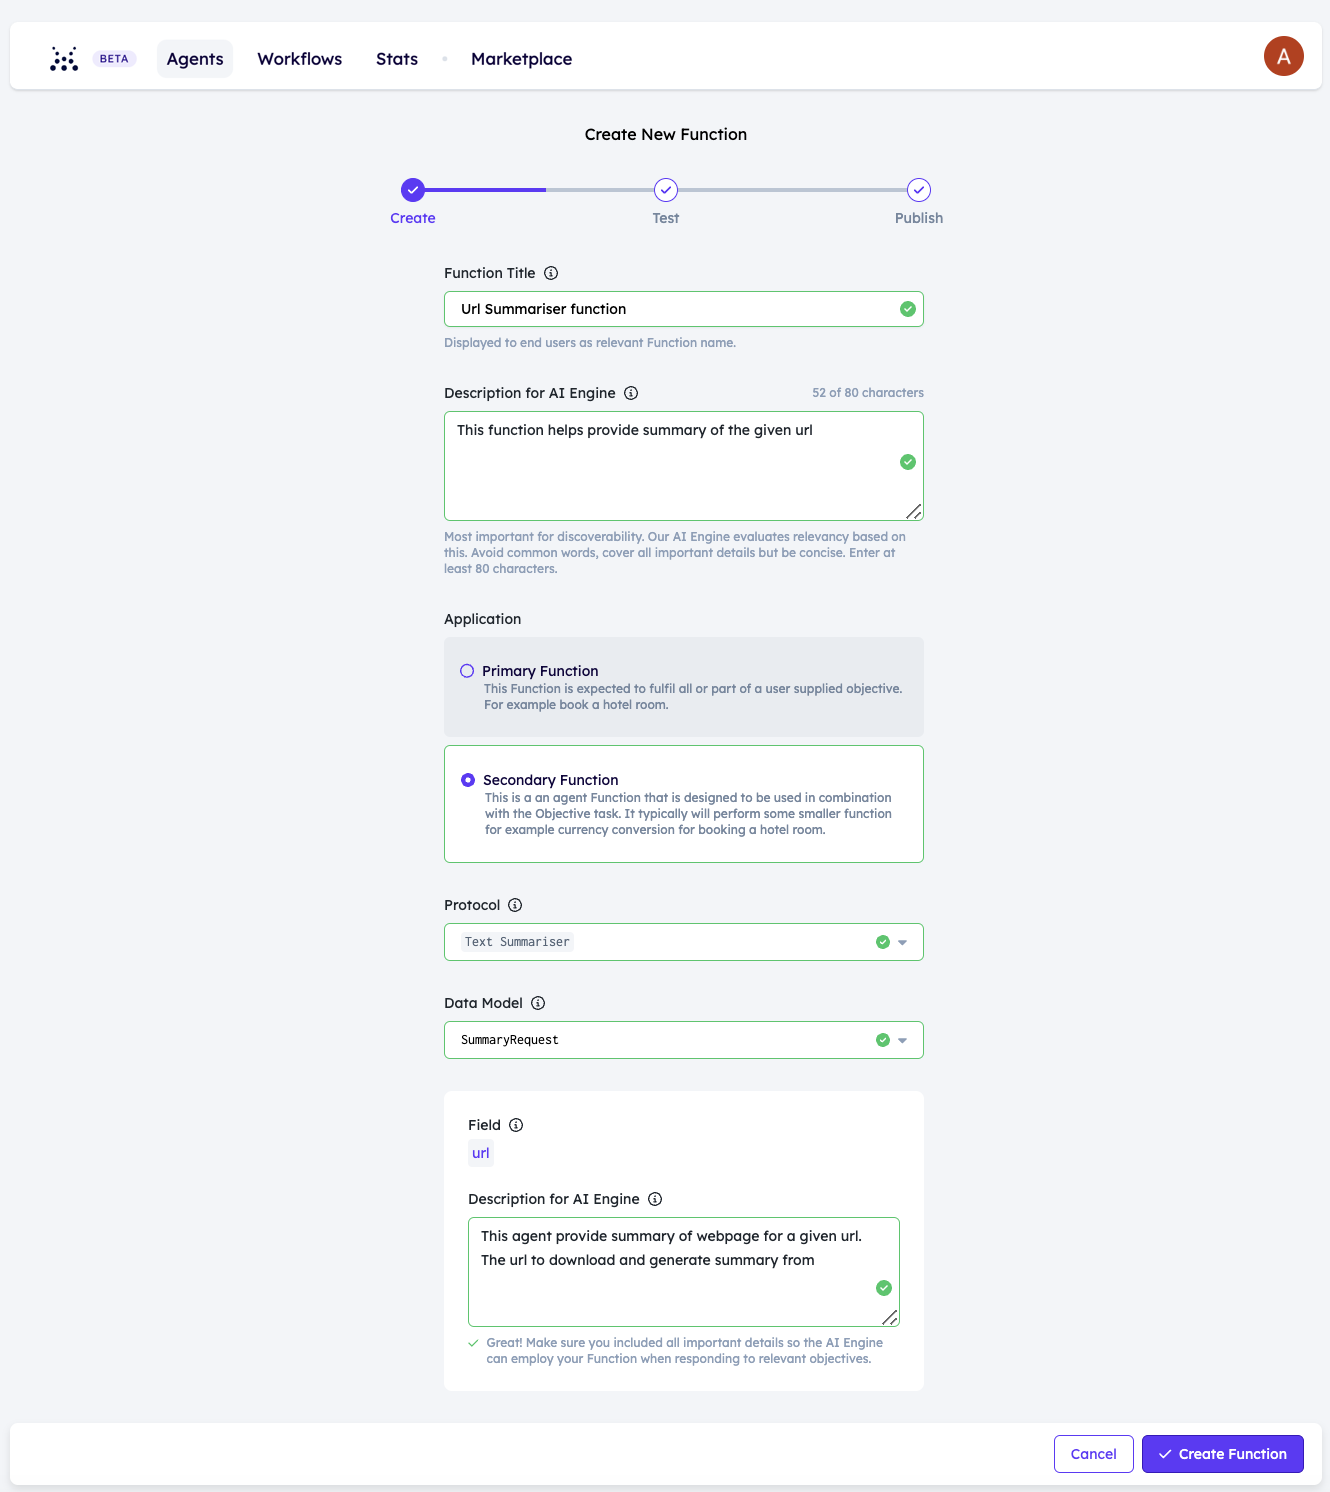 BETA
Agents
Workflows
Stats
Marketplace
A
Create New Function
Create
Test
Publish
Function Title
Url Summariser function
Displayed to end users as relevant Function name.
Description for AI Engine
52 of 80 characters
This function helps provide summary of the given url
Most important for discoverability. Our AI Engine evaluates relevancy based on
this. Avoid common words, cover all important details but be concise. Enter at
least 80 characters.
Application
Primary Function
This Function is expected to fulfil all or part of a user supplied objective.
For example book a hotel room.
Secondary Function
This is a an agent Function that is designed to be used in combination
with the Objective task. It typically will perform some smaller function
for example currency conversion for booking a hotel room.
Protocol
Text Summariser
Data Model
SummaryRequest
Field
url
Description for AI Engine
This agent provide summary of webpage for a given url.
The url to download and generate summary from
Great! Make sure you included all important details so the AI Engine
can employ your Function when responding to relevant objectives.
Cancel
Create Function